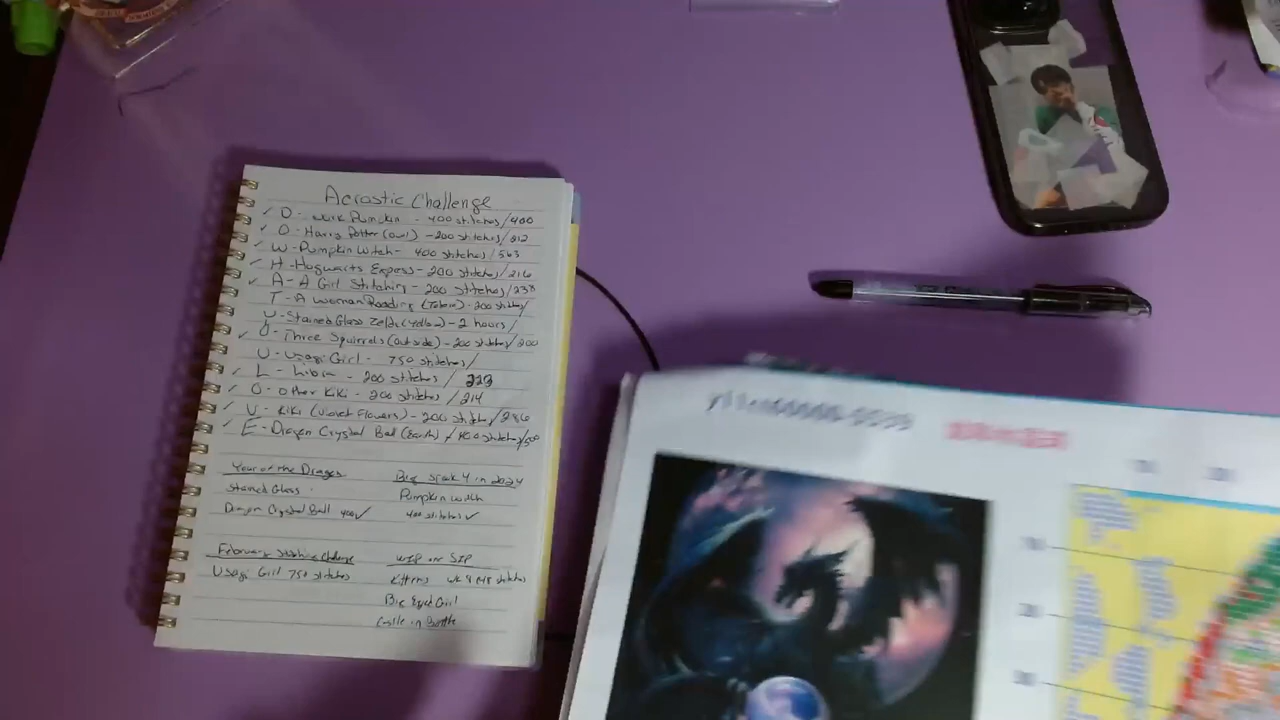 Acrostic Challenge
✓ O - Pumpkin - 400 stitches/400
✓ O - Harry Potter (owl) - 200 stitches/212
✓ W - Pumpkin Witch - 400 stitches/563
✓ H - Hogwarts Express - 200 stitches/216
✓ A - A Girl Stitching - 200 stitches/238
T - A Woman Reading - 200 stitches/
U - Stained Glass - 2 hours/
✓ O - Three Squirrels (outside) - 200 stitches/200
U - Usagi Girl - 750 stitches/
✓ L - Libra - 200 stitches/223
✓ O - Other Kiki - 200 stitches/214
✓ V - Kiki (Violet Flowers) - 200 stitches/286
✓ E - Dragon Crystal Ball (Earth) / 400 stitches/500
Year of the Dragon
Stained Glass
Dragon Crystal Ball 400 ✓
Big 4 in 2024
Pumpkin Witch
400 stitches ✓
February Challenge
Usagi Girl 750 stitches
WIP or SIP
Kittens stitches
Big Eyed Girl
Castle in Bottle